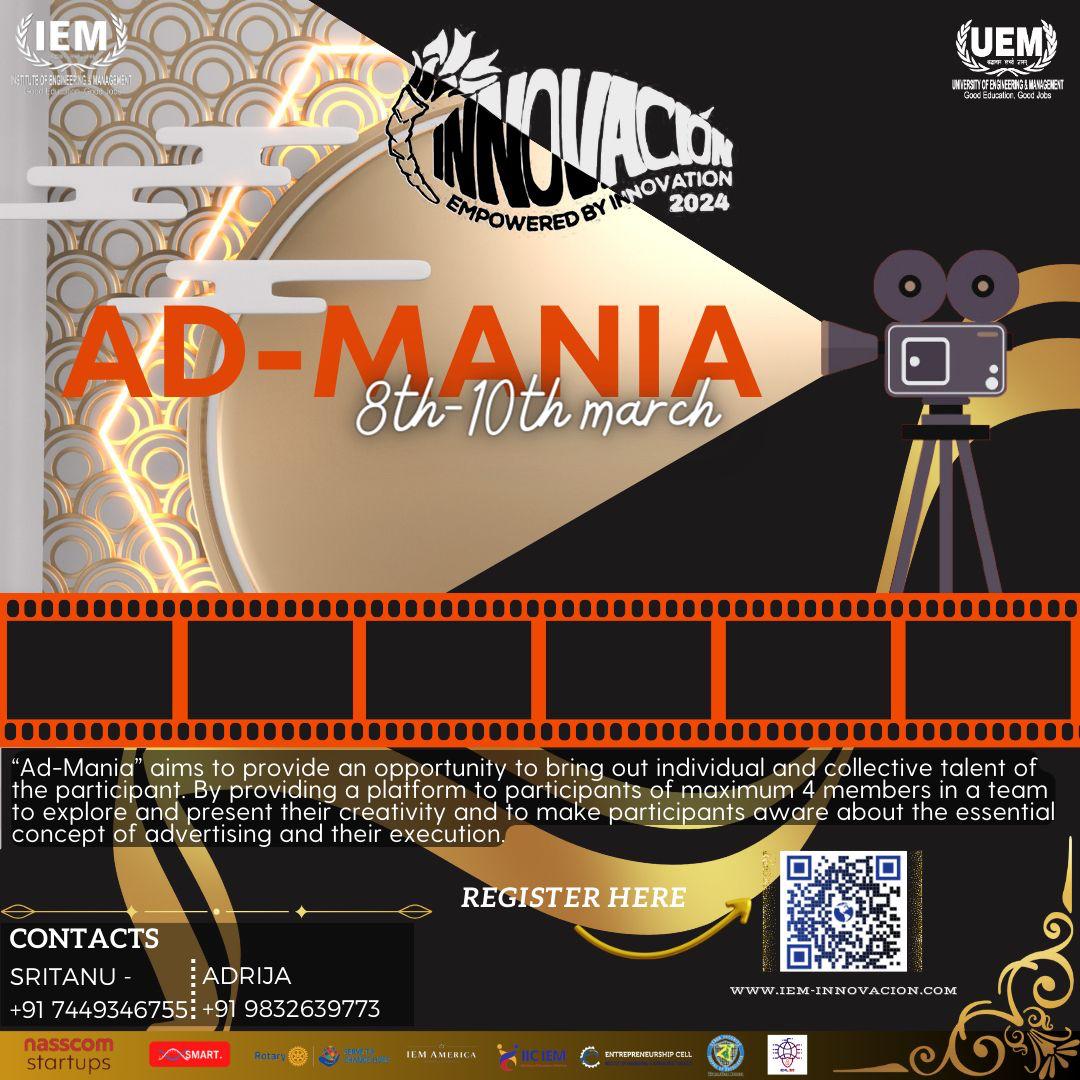 IEM
INSTITUTE OF ENGINEERING & MANAGEMENT
Good Education, Good Jobs
UEM
UNIVERSITY OF ENGINEERING & MANAGEMENT
Good Education, Good Jobs
INNOVACIÓN
EMPOWERED BY INNOVATION
2024
AD-MANIA
8th-10th march
“Ad-Mania” aims to provide an opportunity to bring out individual and collective talent of
the participant. By providing a platform to participants of maximum 4 members in a team
to explore and present their creativity and to make participants aware about the essential
concept of advertising and their execution.
REGISTER HERE
WWW.IEM-INNOVACION.COM
CONTACTS
SRITANU -
+91 7449346755
ADRIJA
+91 9832639773
nasscom
startups
SMART.
Rotary
IEM AMERICA
IIC IEM
ENTREPRENEURSHIP CELL